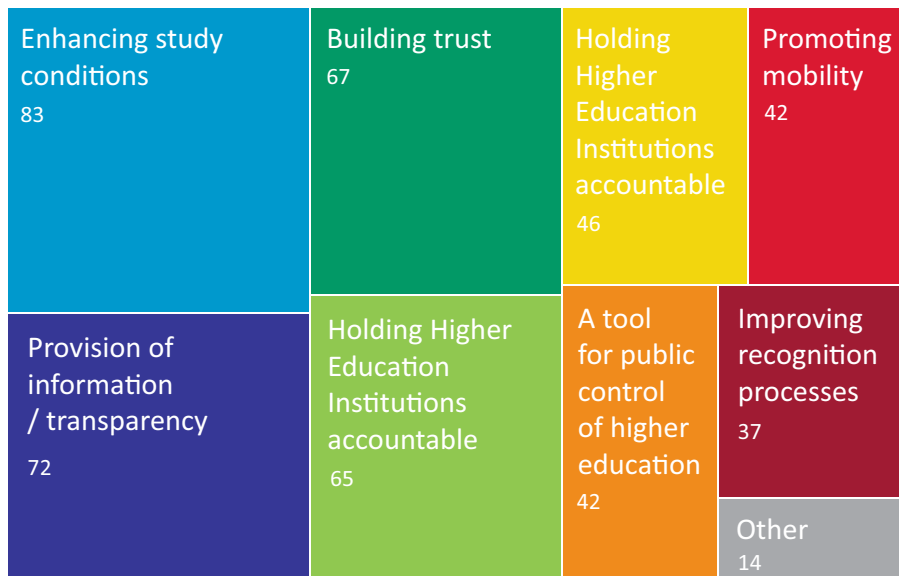 Enhancing study
conditions
83
Building trust
67
Holding
Higher
Education
Institutions
accountable
46
Promoting
mobility
42
Provision of
information
/ transparency
72
Holding Higher
Education
Institutions
accountable
65
A tool
for public
control
of higher
education
42
Improving
recognition
processes
37
Other
14